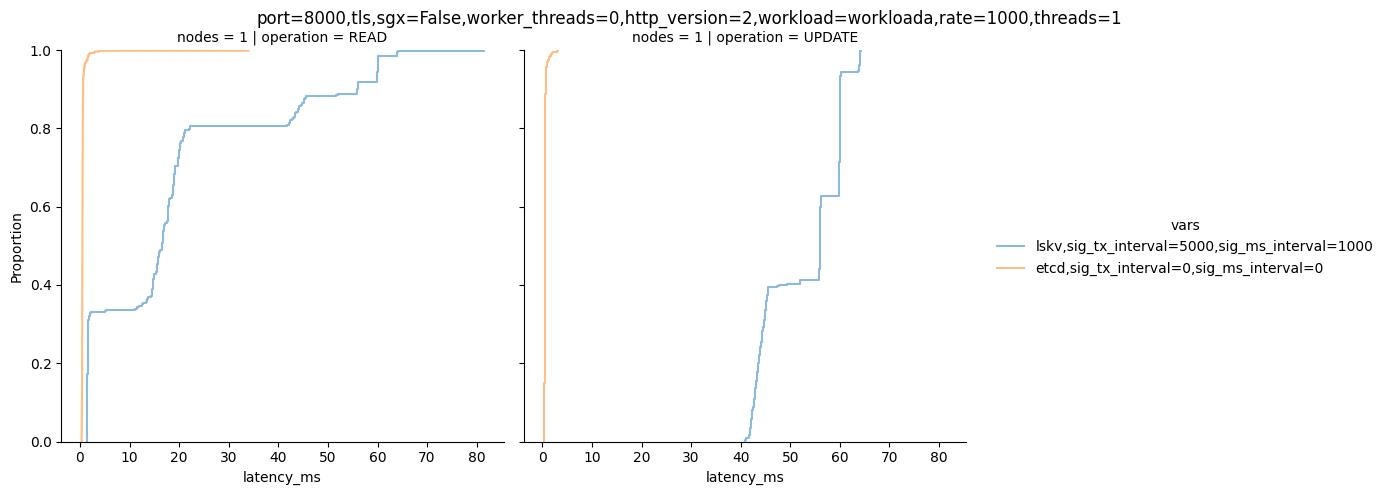 port=8000,tls,sgx=False,worker_threads=0,http_version=2,workload=workloada,rate=1000,threads=1
nodes = 1 | operation = READ
nodes = 1 | operation = UPDATE
1.0
0.8
0.6
0.4
0.2
0.0
Proportion
0 10 20 30 40 50 60 70 80
latency_ms
0 10 20 30 40 50 60 70 80
latency_ms
vars
lskv,sig_tx_interval=5000,sig_ms_interval=1000
etcd,sig_tx_interval=0,sig_ms_interval=0